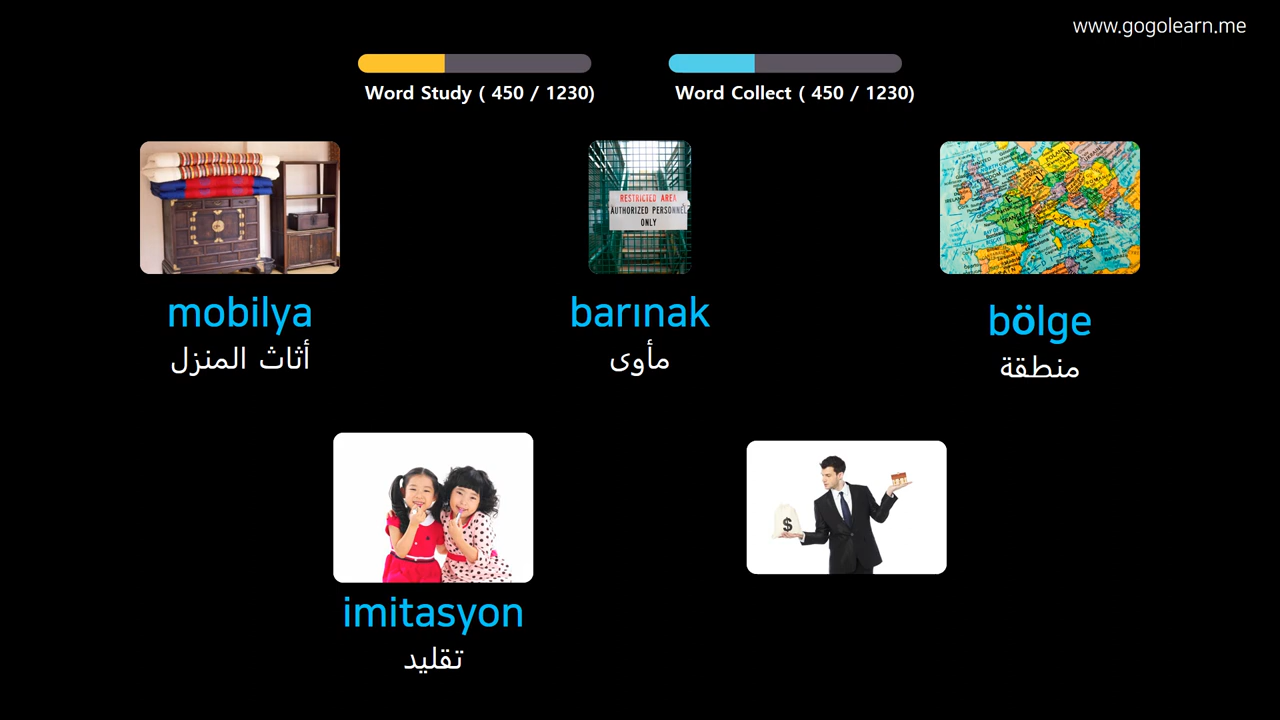 www.gogolearn.me
Word Study ( 450 / 1230)
Word Collect ( 450 / 1230)
RESTRICTED AREA
AUTHORIZED PERSONNEL
ONLY
mobilya
أثاث المنزل
barınak
مأوى
bölge
منطقة
$
imitasyon
تقليد